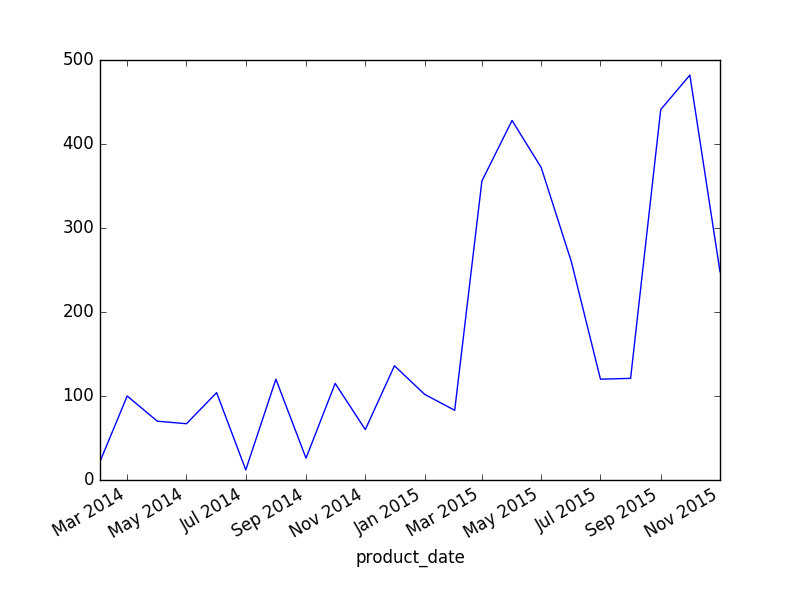 500
400
300
200
100
0
Mar 2014
May 2014
Jul 2014
Sep 2014
Nov 2014
Jan 2015
Mar 2015
May 2015
Jul 2015
Sep 2015
Nov 2015
product_date